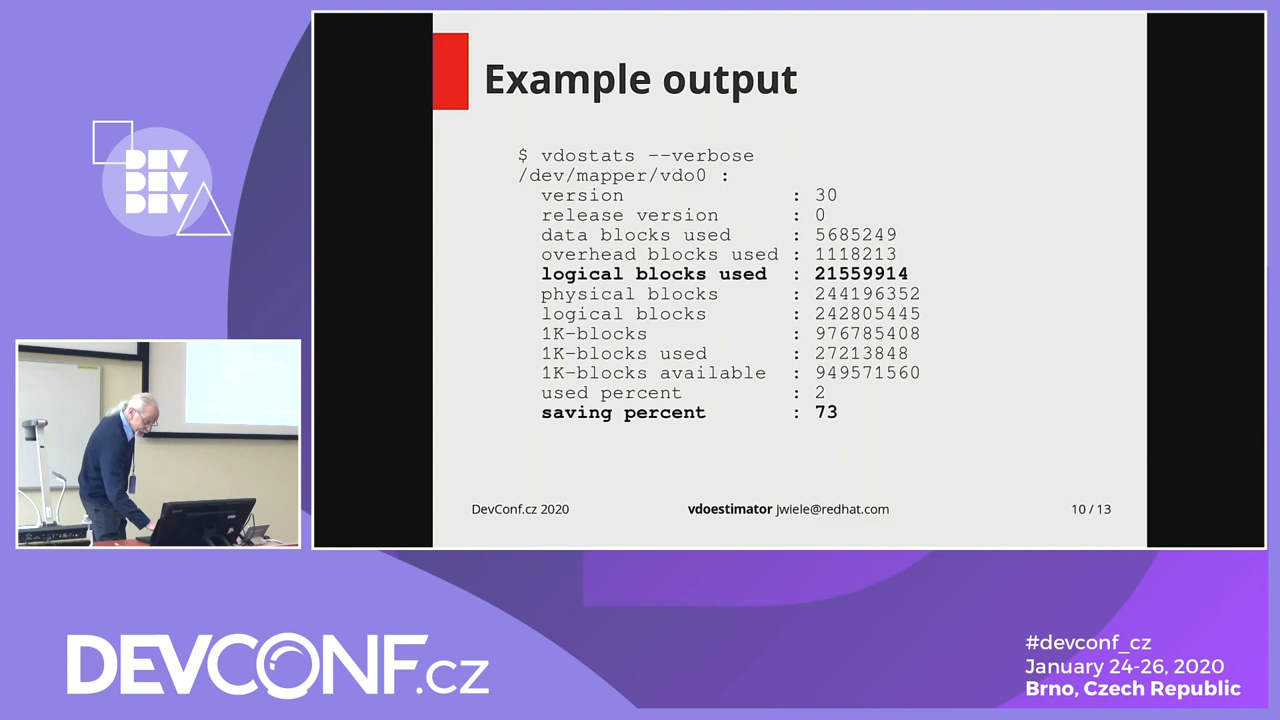 DEV
DEV
DEV
Example output
$ vdostats --verbose
/dev/mapper/vdo0 :
version : 30
release version : 0
data blocks used : 5685249
overhead blocks used : 1118213
logical blocks used : 21559914
physical blocks : 244196352
logical blocks : 242805445
1K-blocks : 976785408
1K-blocks used : 27213848
1K-blocks available : 949571560
used percent : 2
saving percent : 73
DevConf.cz 2020 vdoestimator jwiele@redhat.com 10 / 13
DEVCONF.cz
#devconf_cz
January 24-26, 2020
Brno, Czech Republic